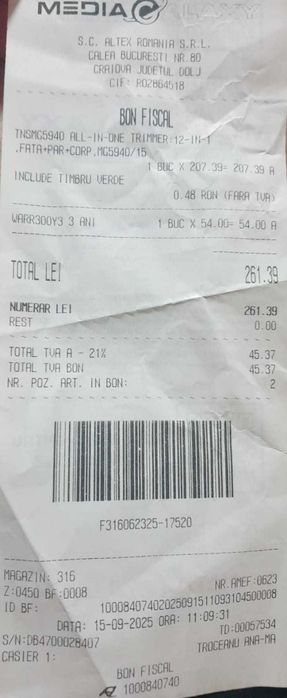 MEDIA GALAXY
S.C. ALTEX ROMANIA S.R.L.
CALEA BUCURESTI NR.80
CRAIOVA JUDETUL DOLJ
CIF: RO2864518
BON FISCAL
TNSMG5940 ALL-IN-ONE TRIMMER:12-IN-1
.FATA+PAR+CORP.MG5940/15
1 BUC X 207.39= 207.39 A
INCLUDE TIMBRU VERDE
0.48 RON (FARA TVA)
WARR300Y3 3 ANI 1 BUC X 54.00= 54.00 A
TOTAL LEI 261.39
NUMERAR LEI 261.39
REST 0.00
TOTAL TVA A - 21% 45.37
TOTAL TVA BON 45.37
NR. POZ. ART. IN BON: 2
F316062325-17520
MAGAZIN: 316
Z:0450 BF:0008 NR.AMEF:0623
ID BF: 10008407402025091511093104500008
DATA: 15-09-2025 ORA: 11:09:31
S/N:DB4700028407 TD:00057534
CASIER 1: TROCEANU ANA-MA
BON FISCAL
1000840740